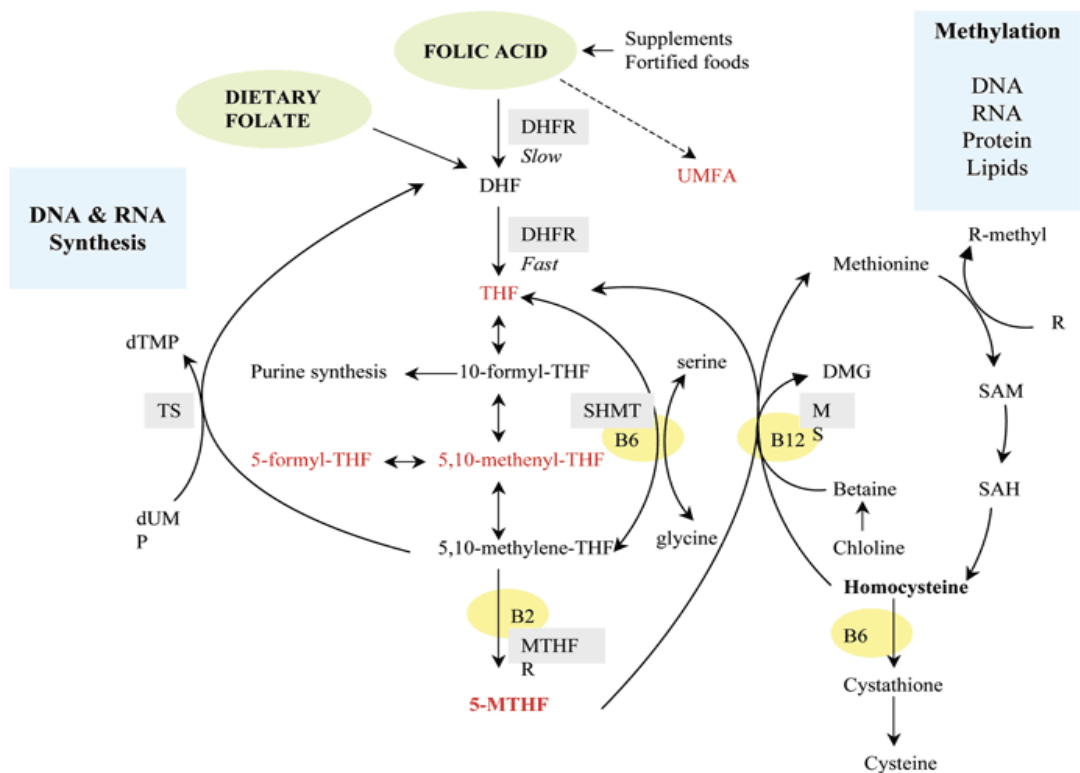 FOLIC ACID
Supplements
Fortified foods
Methylation
DNA
RNA
Protein
Lipids
DIETARY
FOLATE
DHFR
Slow
UMFA
DHF
DNA & RNA
Synthesis
DHFR
Fast
R-methyl
Methionine
THF
R
dTMP
serine
Purine synthesis
10-formyl-THF
DMG
SAM
TS
SHMT
B6
B12
M
S
5-formyl-THF
5,10-methenyl-THF
Betaine
SAH
dUM
P
glycine
5,10-methylene-THF
Chloline
Homocysteine
B2
B6
MTHF
R
5-MTHF
Cystathione
Cysteine